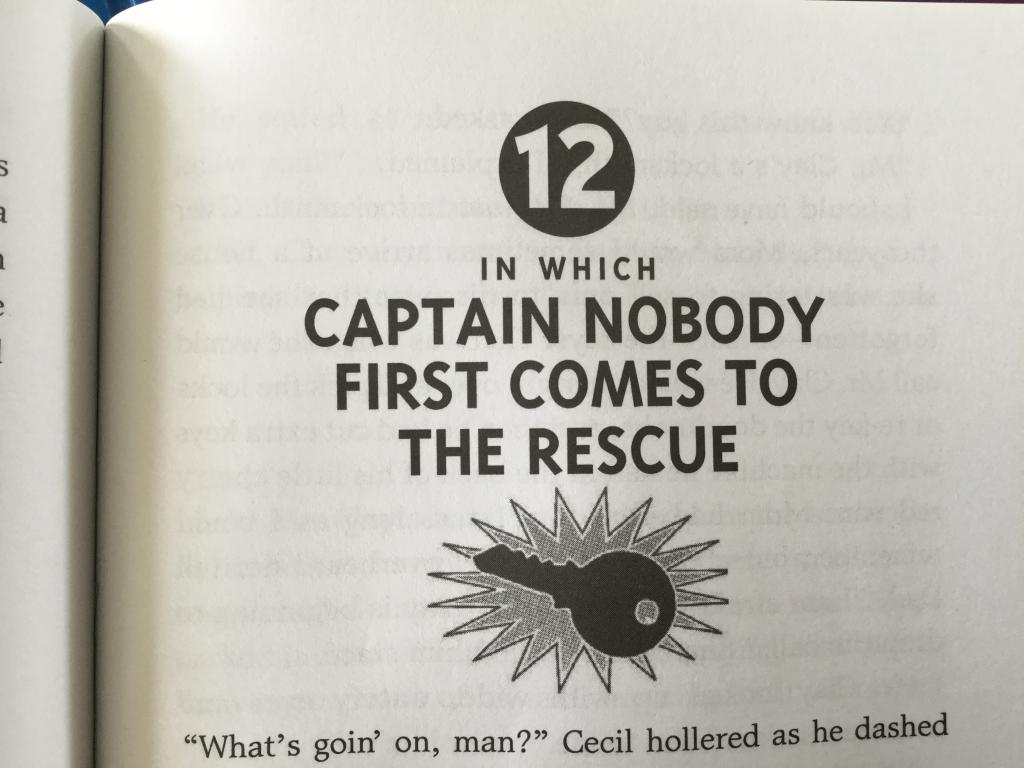 12
IN WHICH
CAPTAIN NOBODY
FIRST COMES TO
THE RESCUE
“What’s goin’ on, man?” Cecil hollered as he dashed